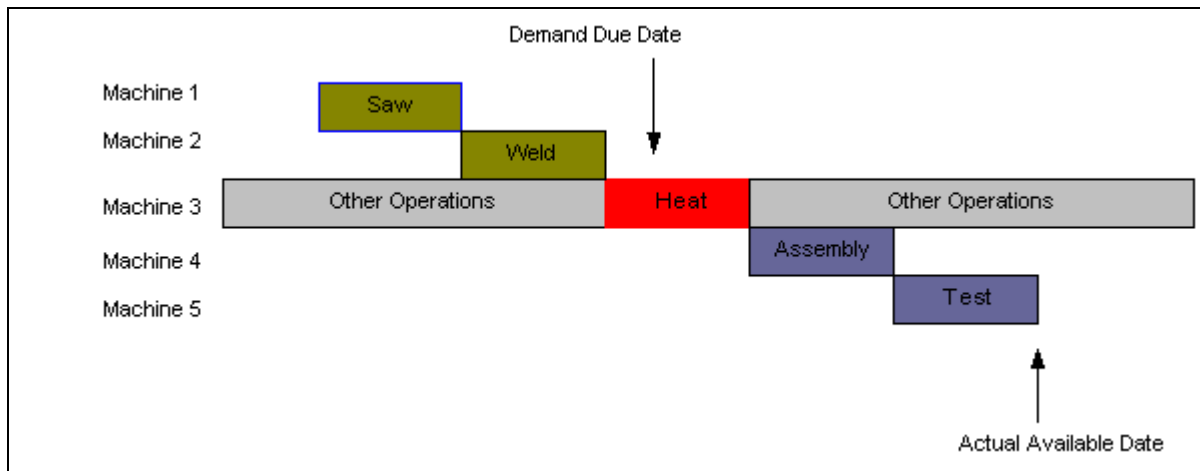 Demand Due Date
Machine 1
Saw
Machine 2
Weld
Machine 3
Other Operations
Heat
Other Operations
Machine 4
Assembly
Machine 5
Test
Actual Available Date